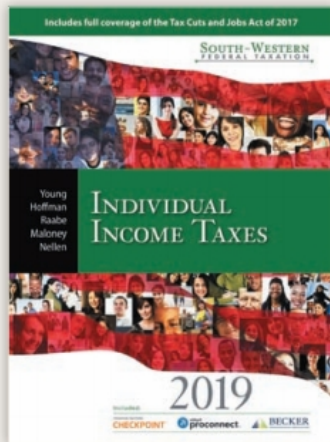 Includes full coverage of the Tax Cuts and Jobs Act of 2017
SOUTH-WESTERN
FEDERAL TAXATION
Young
Hoffman
Raabe
Maloney
Nellen
INDIVIDUAL
INCOME TAXES
2019
INCLUDED:
CHECKPOINT
proconnect
BECKER